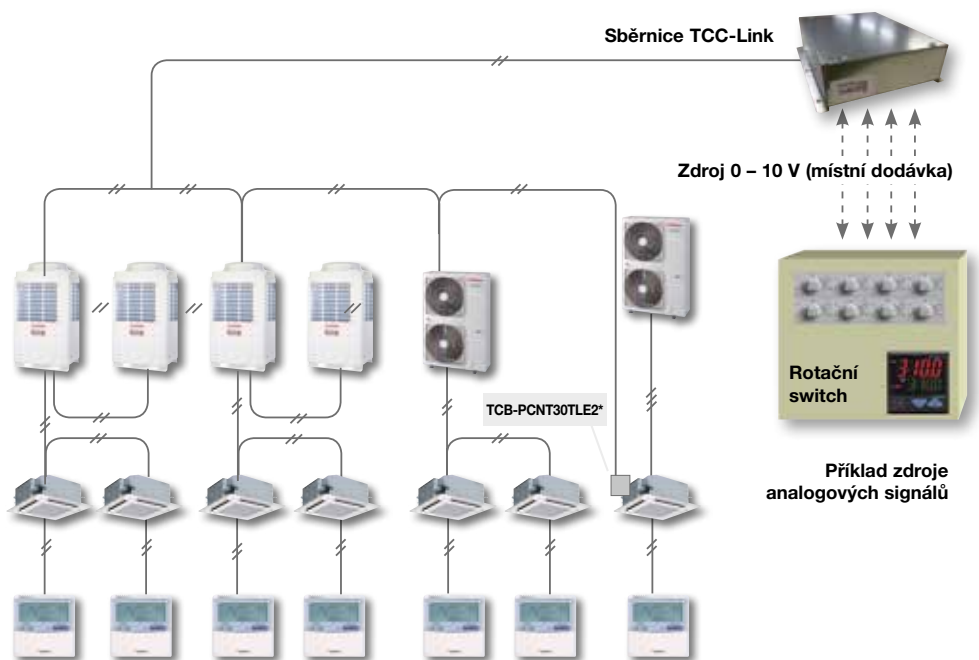 Sběrnice TCC-Link
Zdroj 0 – 10 V (místní dodávka)
Rotační
switch
TCB-PCNT30TLE2*
Příklad zdroje
analogových signálů